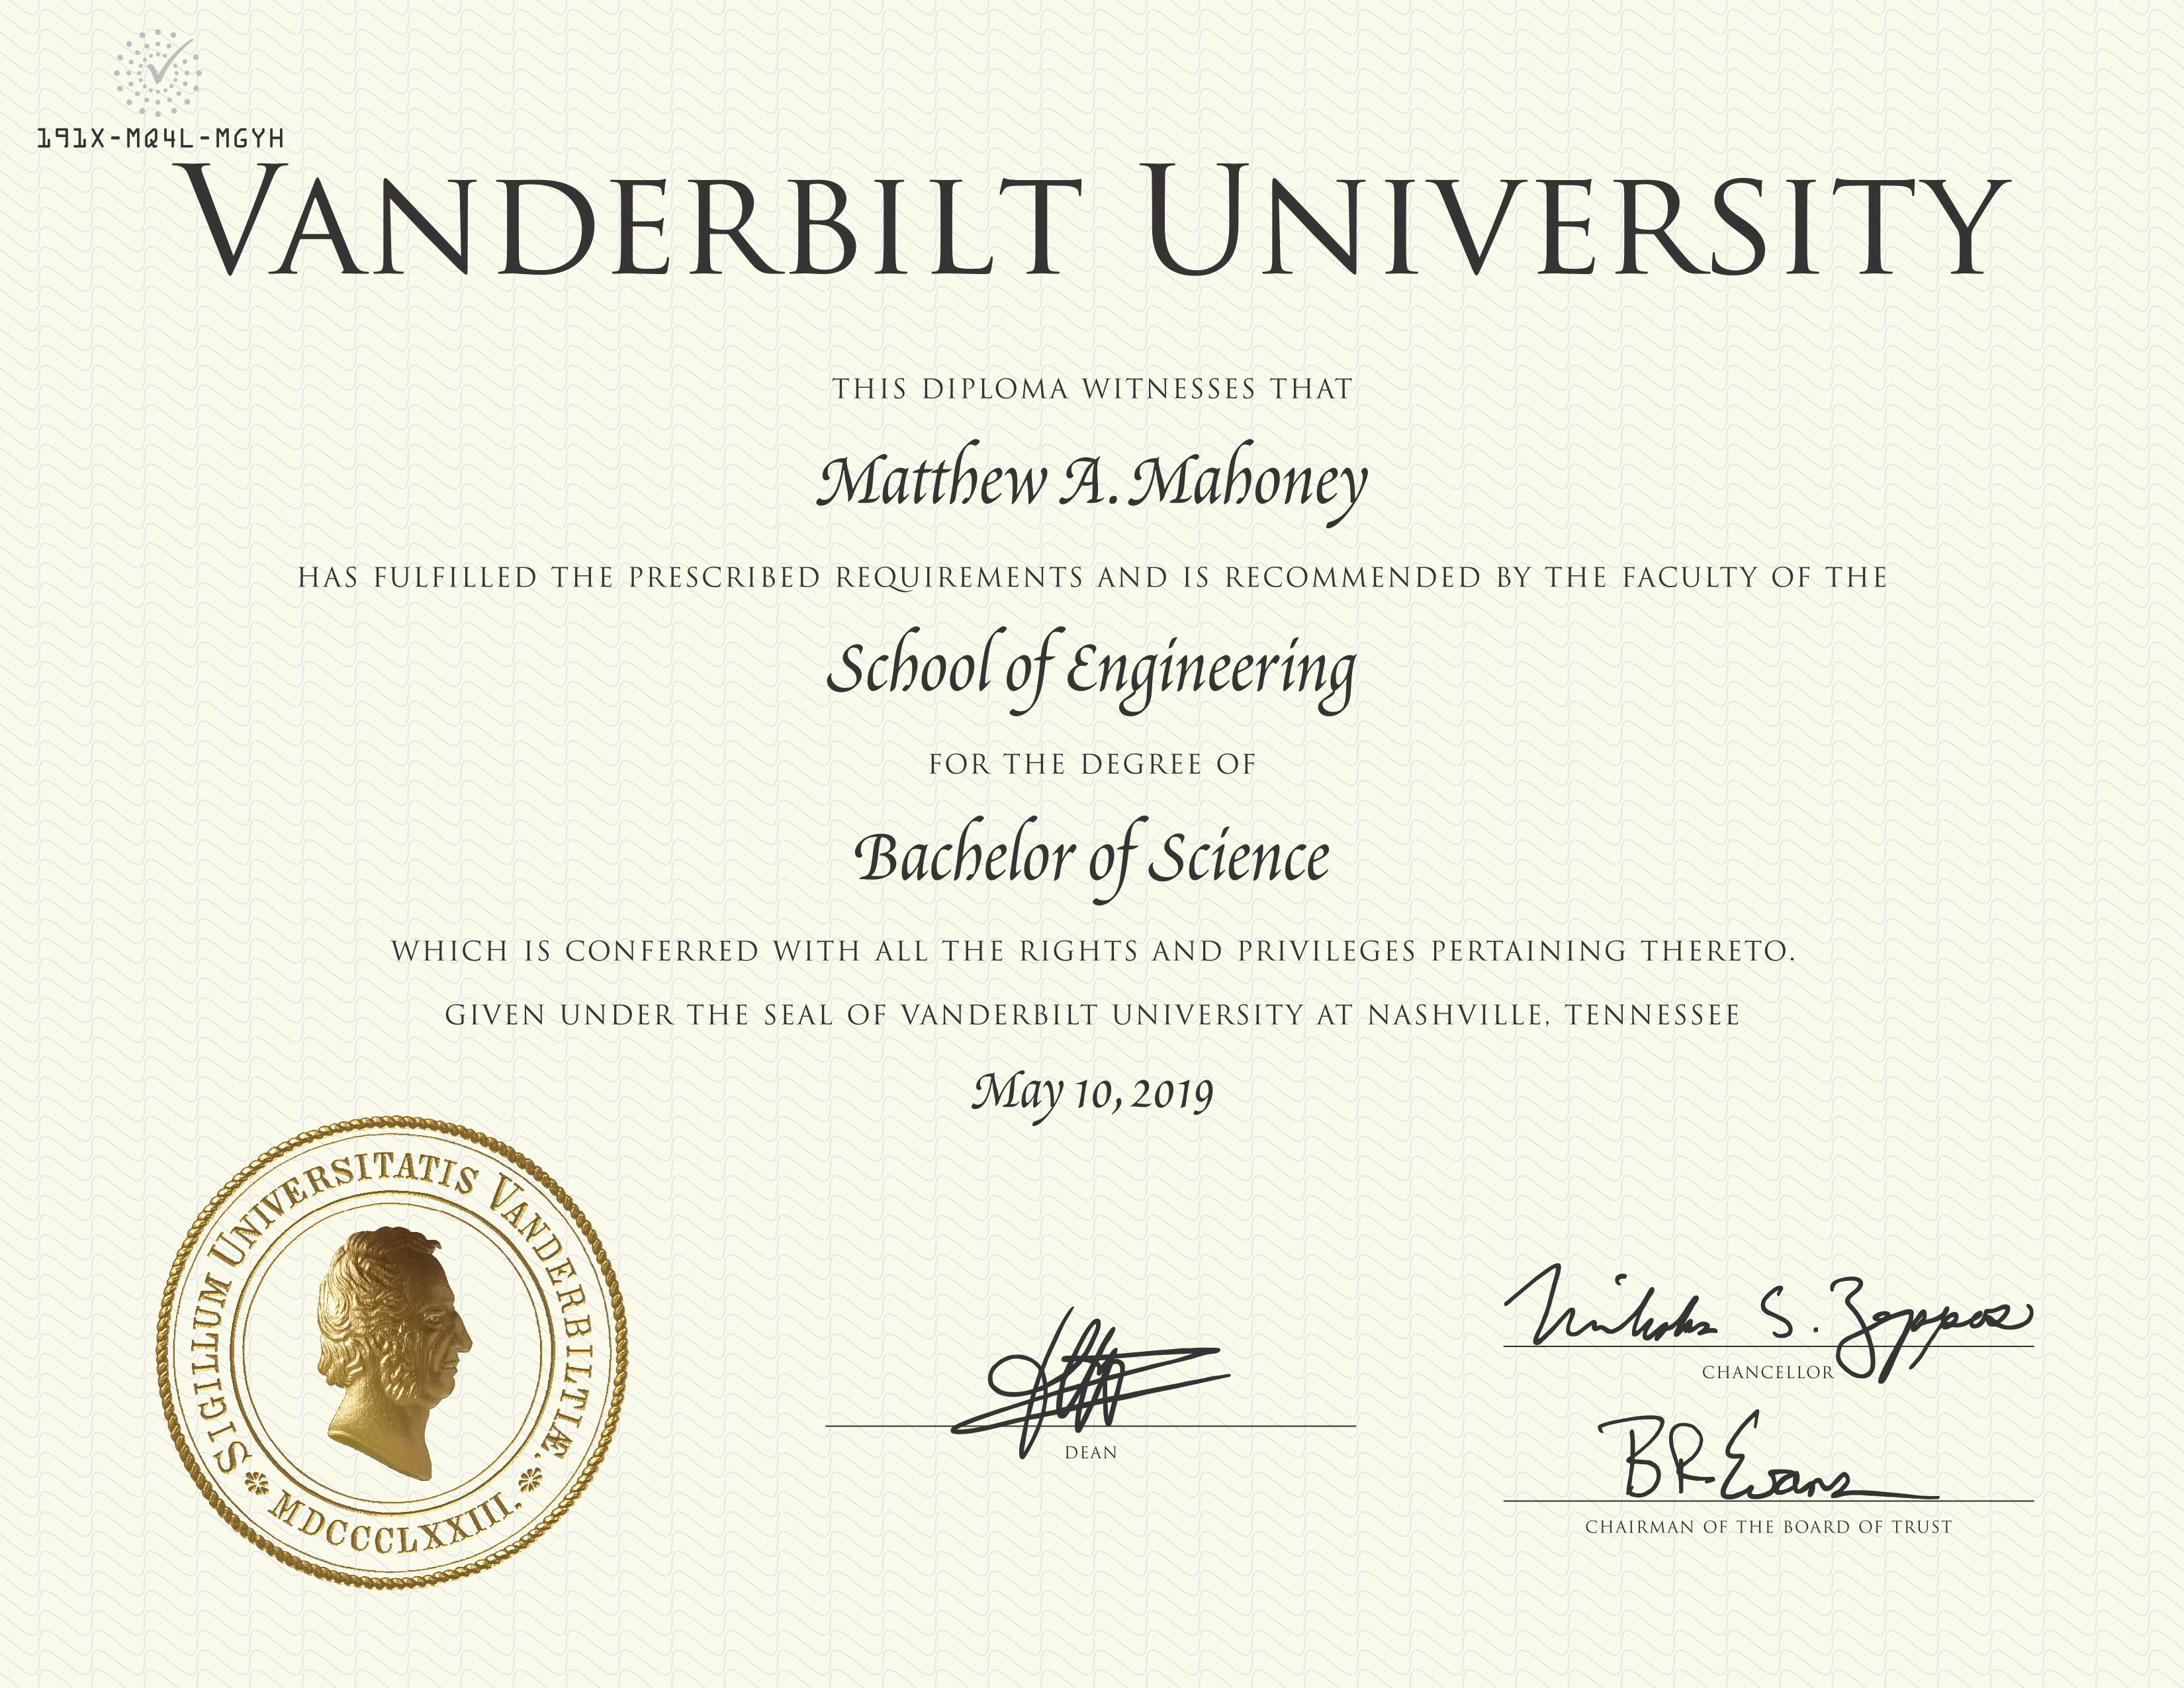 191X-MQ4L-MGYH
VANDERBILT UNIVERSITY
THIS DIPLOMA WITNESSES THAT
Matthew A. Mahoney
HAS FULFILLED THE PRESCRIBED REQUIREMENTS AND IS RECOMMENDED BY THE FACULTY OF THE
School of Engineering
FOR THE DEGREE OF
Bachelor of Science
WHICH IS CONFERRED WITH ALL THE RIGHTS AND PRIVILEGES PERTAINING THERETO.
GIVEN UNDER THE SEAL OF VANDERBILT UNIVERSITY AT NASHVILLE, TENNESSEE
May 10, 2019
SIGILLUM UNIVERSITATIS VANDERBILTIÆ.
MDCCCLXXIII.
DEAN
Nicholas S. Zeppos
CHANCELLOR
BR Evans
CHAIRMAN OF THE BOARD OF TRUST